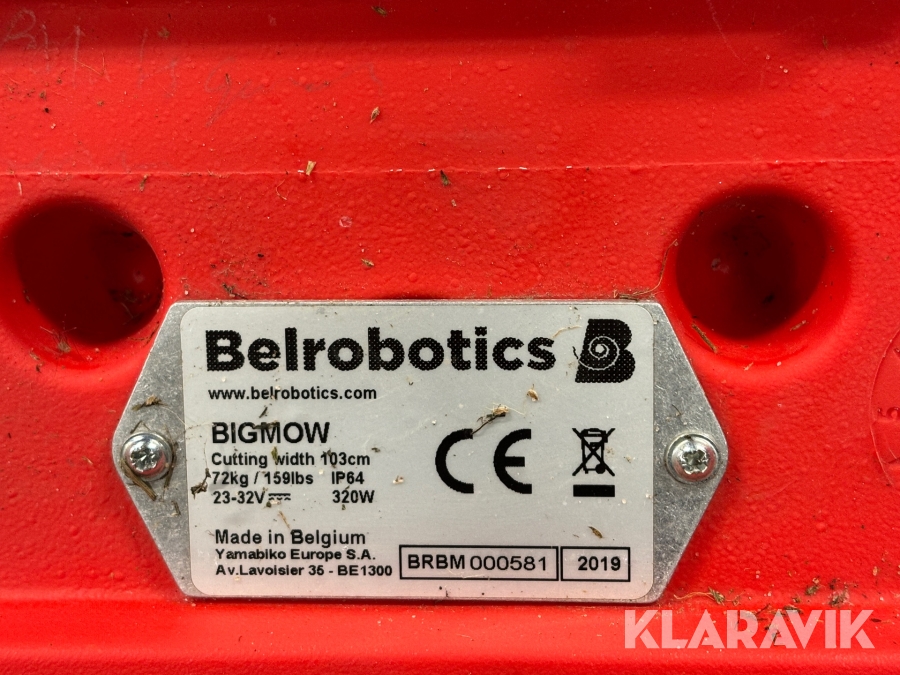 Belrobotics
www.belrobotics.com
BIGMOW
Cutting width 103cm
72kg / 159lbs IP64
23-32V 320W
CE
Made in Belgium
Yamabiko Europe S.A.
Av.Lavoisier 35 - BE1300
BRBM 000581 2019
KLARAVIK